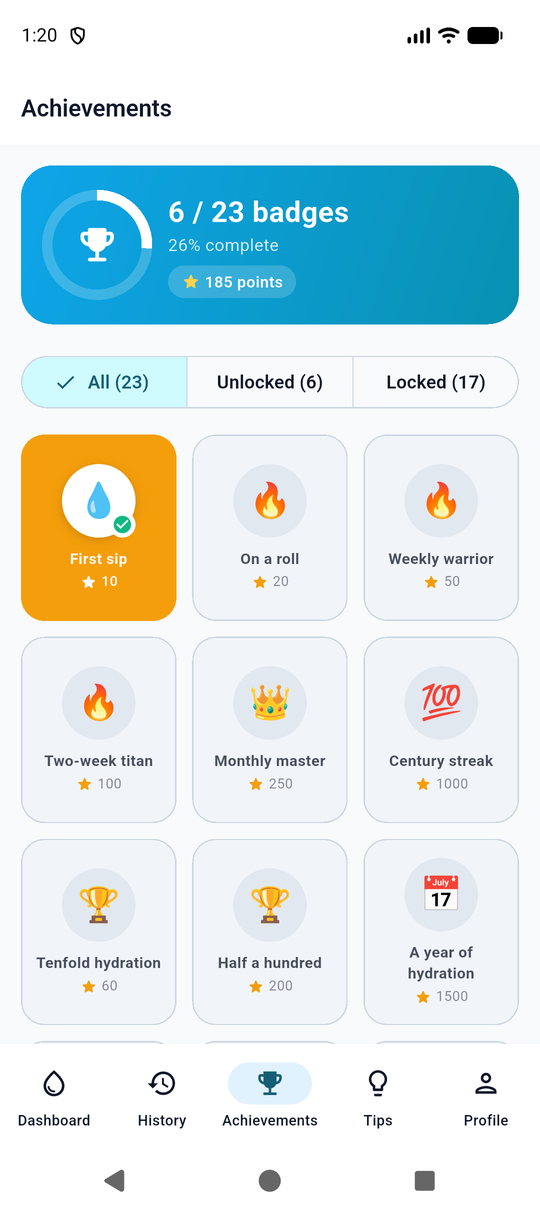 1:20
Achievements
6 / 23 badges
26% complete
185 points
All (23)
Unlocked (6)
Locked (17)
First sip
10
On a roll
20
Weekly warrior
50
Two-week titan
100
Monthly master
250
100
Century streak
1000
Tenfold hydration
60
Half a hundred
200
July
17
A year of
hydration
1500
Dashboard
History
Achievements
Tips
Profile